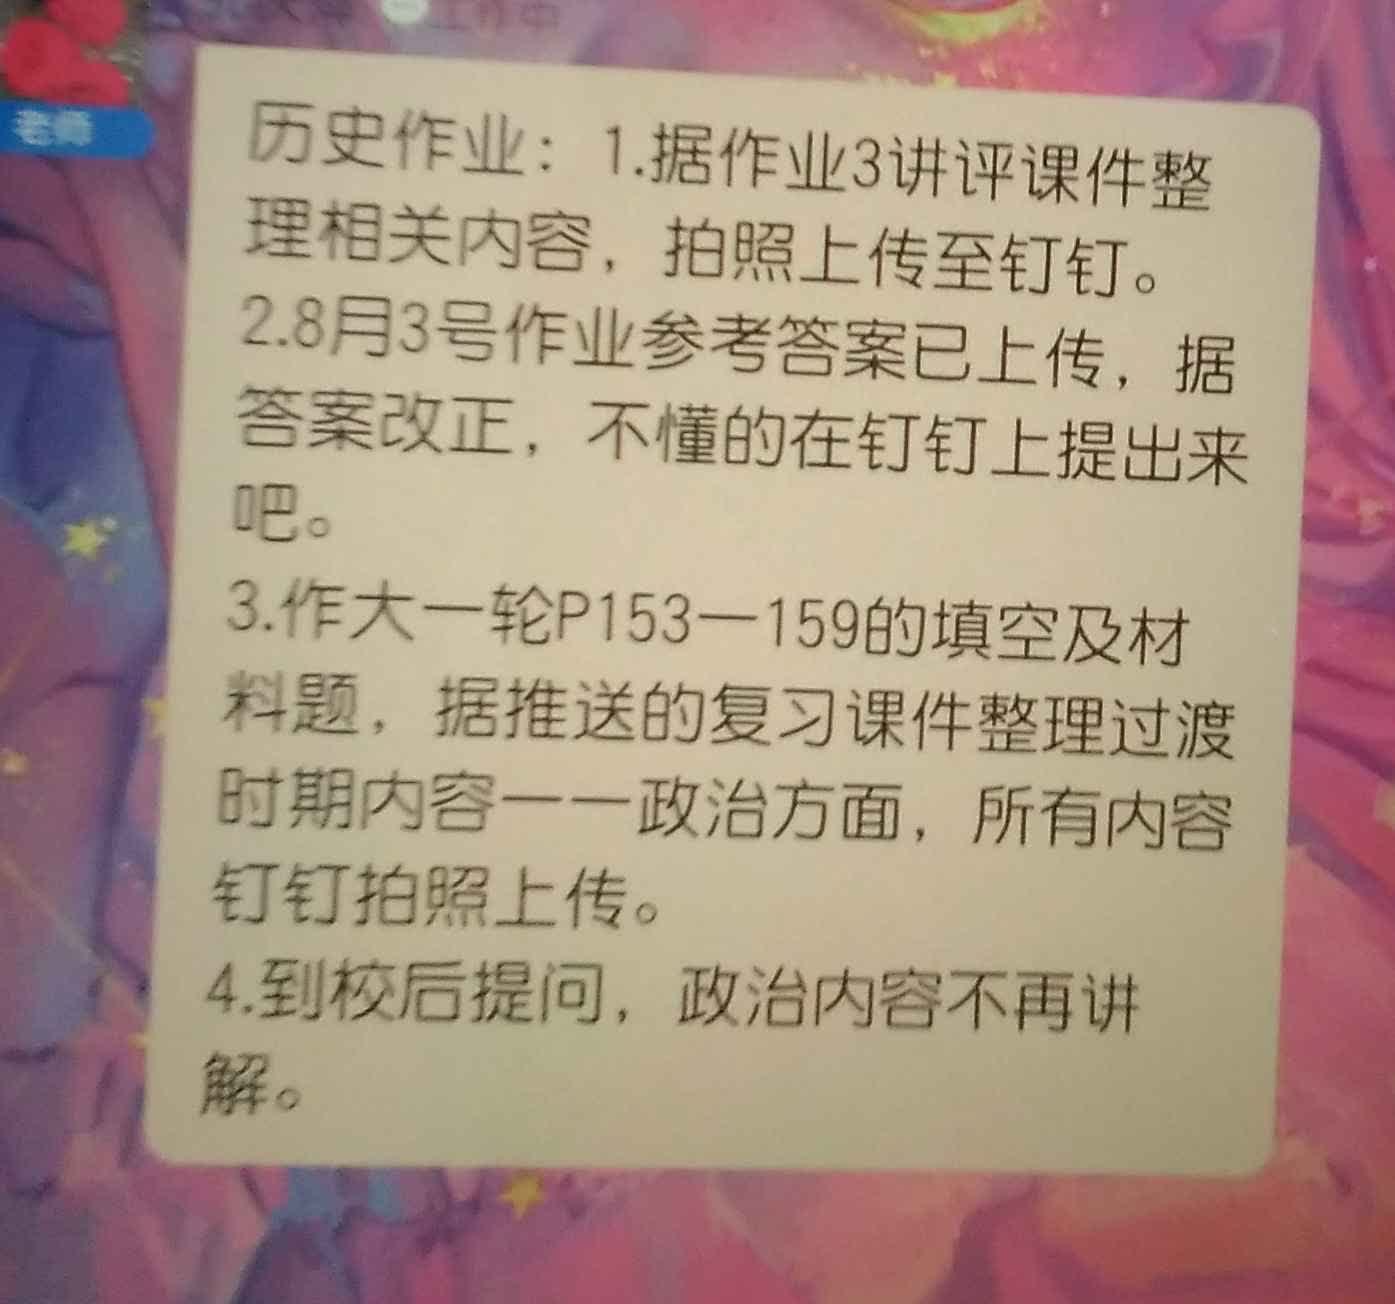 工作中
老师
历史作业：1.据作业3讲评课件整
理相关内容，拍照上传至钉钉。
2.8月3号作业参考答案已上传，据
答案改正，不懂的在钉钉上提出来
吧。
3.作大一轮P153—159的填空及材
料题，据推送的复习课件整理过渡
时期内容一一政治方面，所有内容
钉钉拍照上传。
4.到校后提问，政治内容不再讲
解。